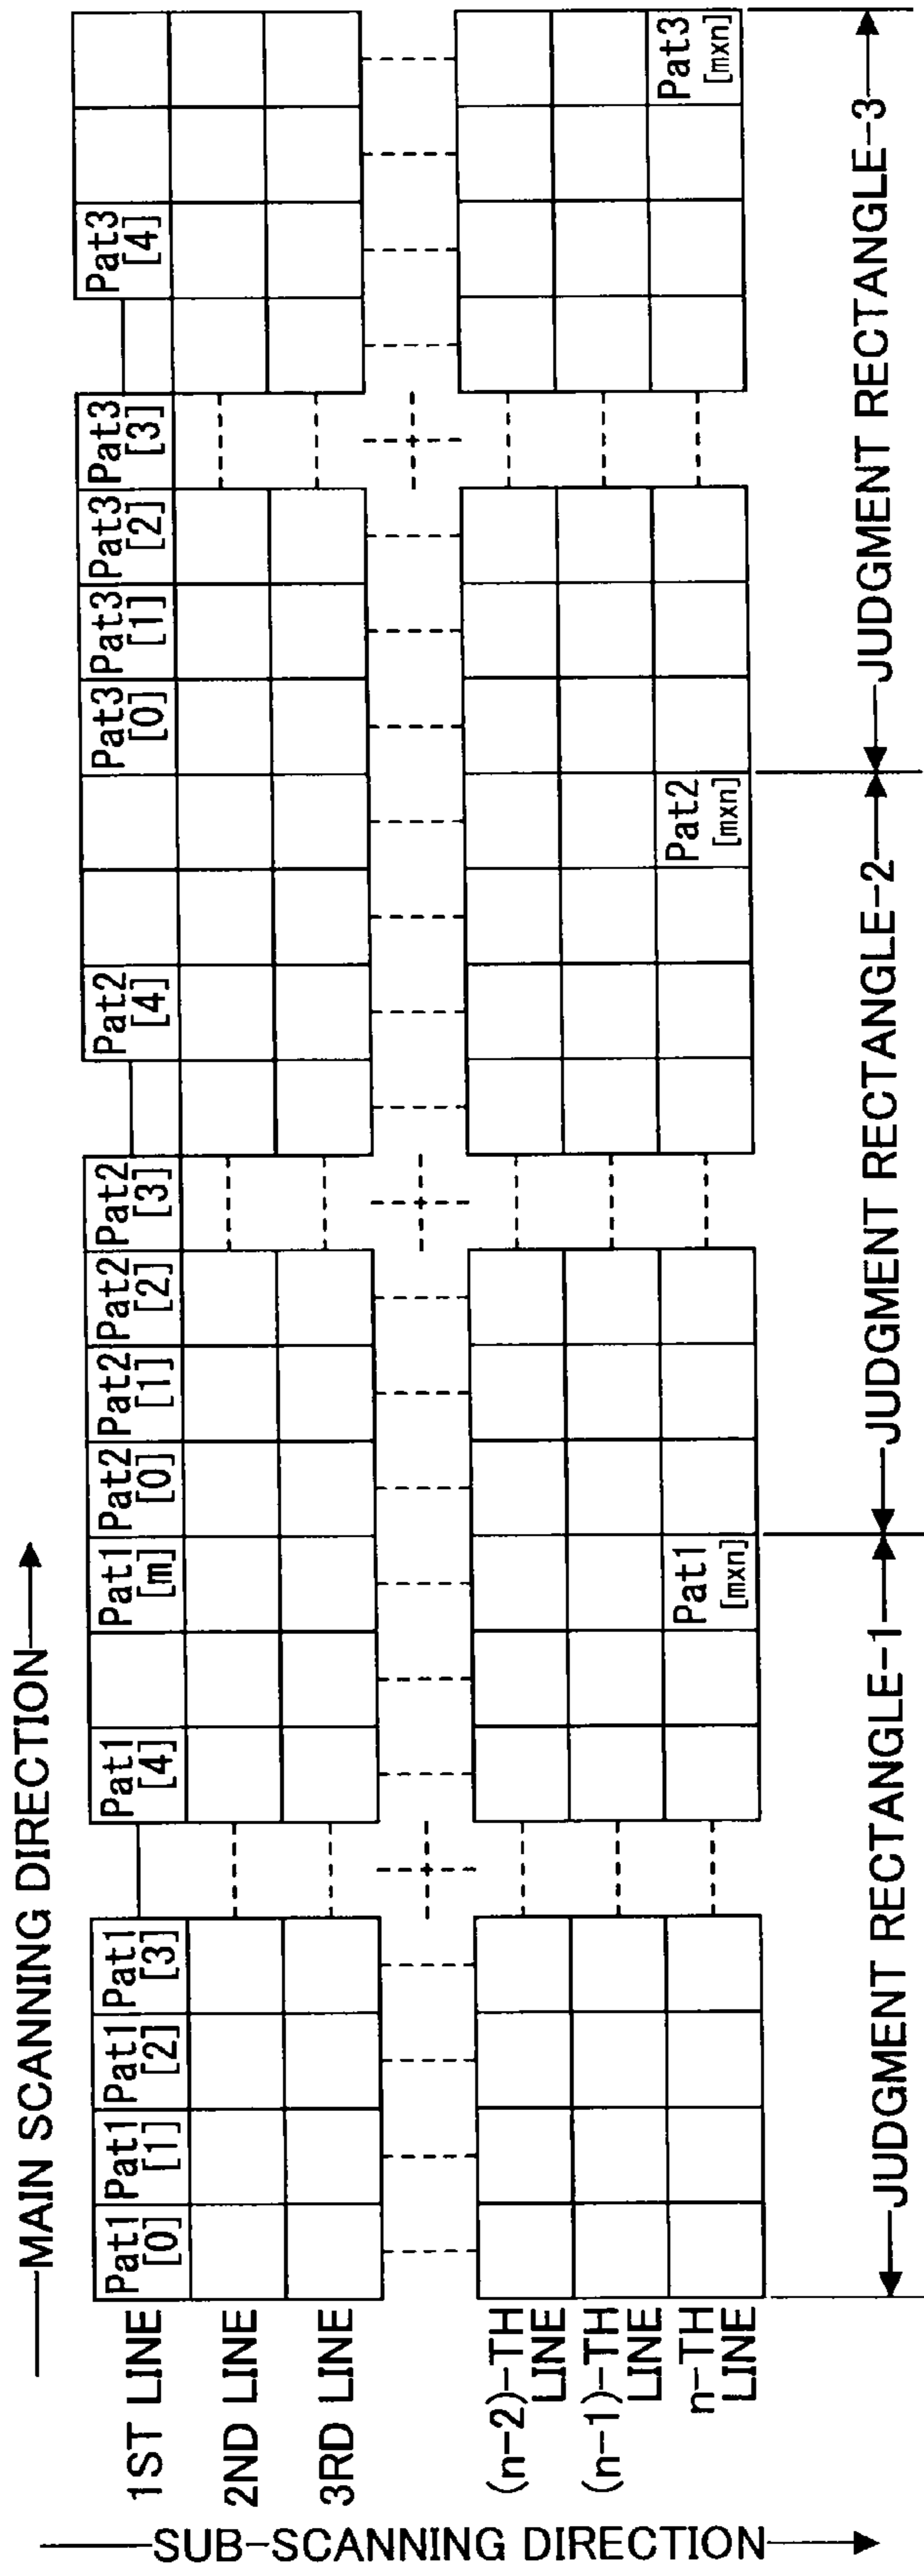 MAIN SCANNING DIRECTION
SUB-SCANNING DIRECTION
1ST LINE
Pat1 [0]
Pat1 [1]
Pat1 [2]
Pat1 [3]
Pat1 [4]
Pat1 [m]
Pat2 [0]
Pat2 [1]
Pat2 [2]
Pat2 [3]
Pat2 [4]
Pat3 [0]
Pat3 [1]
Pat3 [2]
Pat3 [3]
Pat3 [4]
2ND LINE
3RD LINE
(n-2)-TH LINE
(n-1)-TH LINE
n-TH LINE
Pat1 [mxn]
Pat2 [mxn]
Pat3 [mxn]
JUDGMENT RECTANGLE-1
JUDGMENT RECTANGLE-2
JUDGMENT RECTANGLE-3